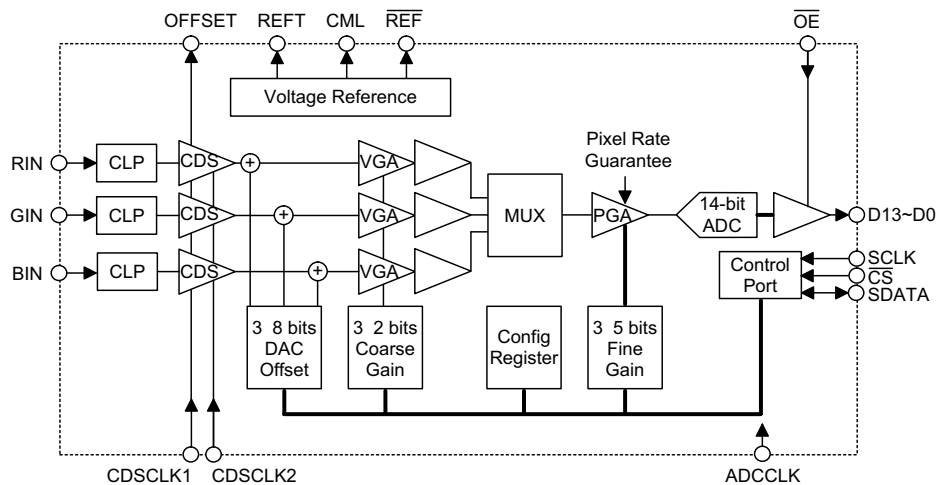 OFFSET REFT CML REF OE
Voltage Reference
Pixel Rate
Guarantee
RIN CLP CDS + VGA
GIN CLP CDS + VGA MUX PGA 14-bit
ADC D13~D0
BIN CLP CDS + VGA
Control
Port
SCLK
CS
SDATA
3 8 bits
DAC
Offset
3 2 bits
Coarse
Gain
Config
Register
3 5 bits
Fine
Gain
CDSCLK1 CDSCLK2 ADCCLK